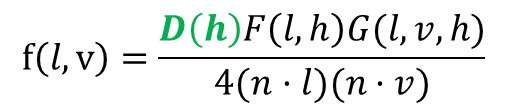 f(l, v) = D(h)F(l, h)G(l, v, h) / 4(n · l)(n · v)